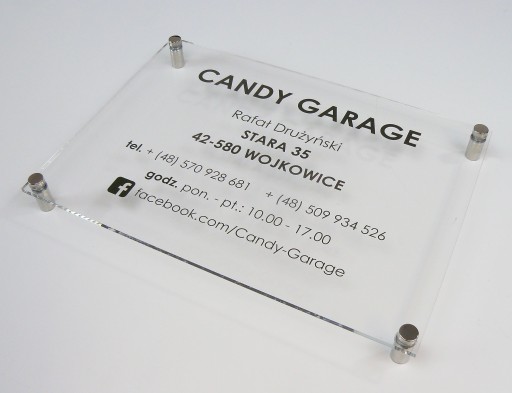 CANDY GARAGE
Rafał Drużyński
STARA 35
42-580 WOJKOWICE
tel. + (48) 570 928 681 + (48) 509 934 526
godz. pon. - pt.: 10.00 - 17.00
facebook.com/Candy-Garage